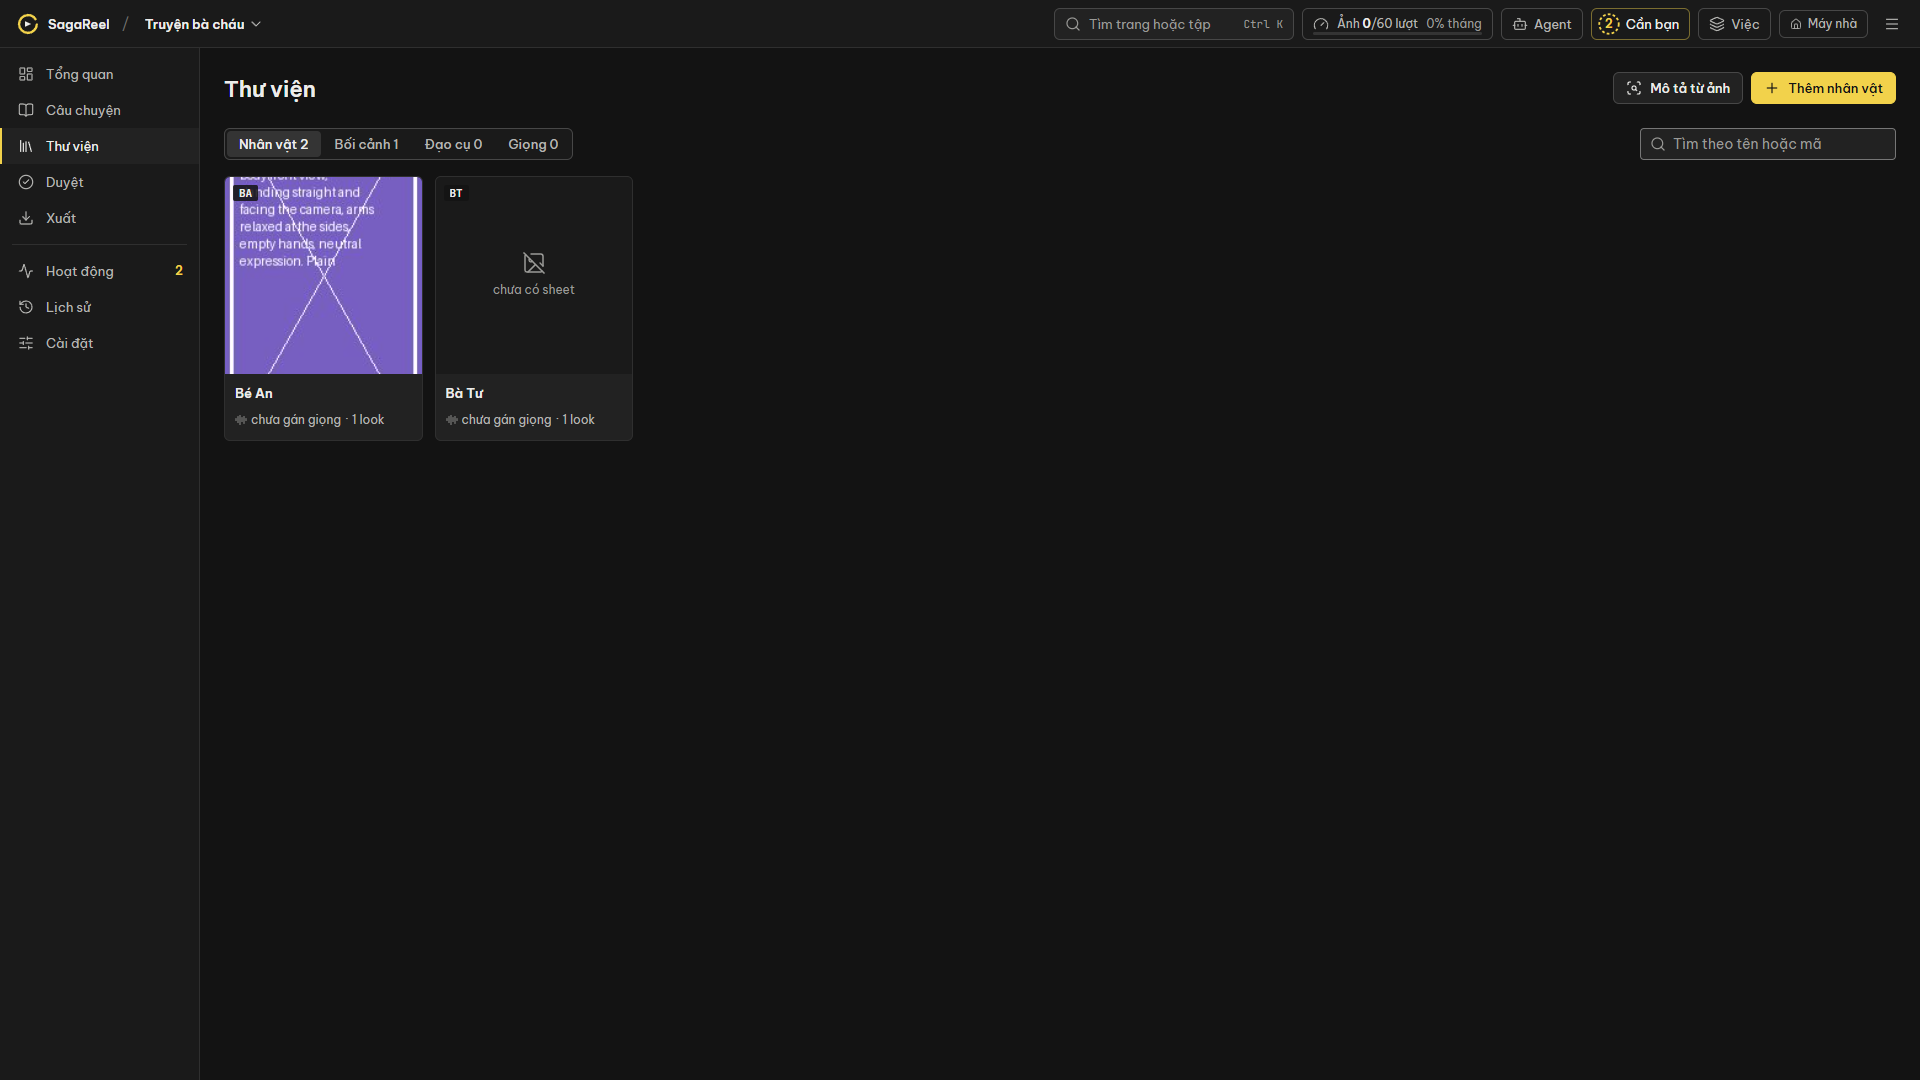 SagaReel / Truyện bà cháu
Tìm trang hoặc tập Ctrl K
Ảnh 0/60 lượt 0% tháng
Agent
2 Cần bạn
Việc
Máy nhà
Tổng quan
Câu chuyện
Thư viện
Duyệt
Xuất
Hoạt động 2
Lịch sử
Cài đặt
Thư viện
Mô tả từ ảnh
Thêm nhân vật
Nhân vật 2 Bối cảnh 1 Đạo cụ 0 Giọng 0
Tìm theo tên hoặc mã
BA
straight and
facing the camera, arms
relaxed at the sides,
empty hands, neutral
expression. Plain
Bé An
chưa gán giọng · 1 look
BT
chưa có sheet
Bà Tư
chưa gán giọng · 1 look